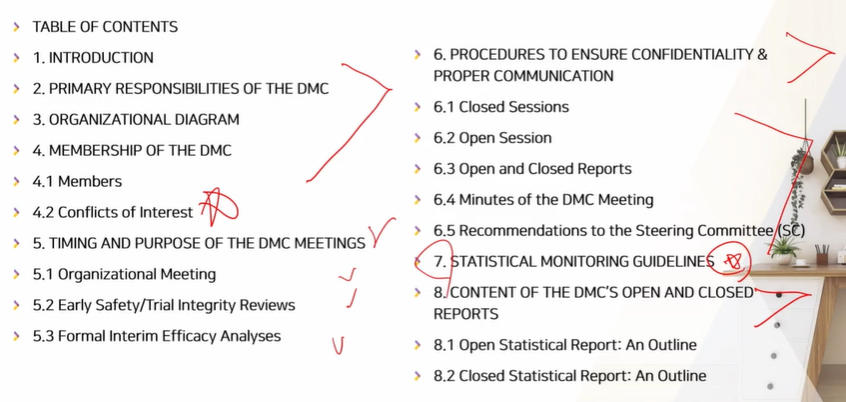 TABLE OF CONTENTS
1. INTRODUCTION
2. PRIMARY RESPONSIBILITIES OF THE DMC
3. ORGANIZATIONAL DIAGRAM
4. MEMBERSHIP OF THE DMC
4.1 Members
4.2 Conflicts of Interest
5. TIMING AND PURPOSE OF THE DMC MEETINGS
5.1 Organizational Meeting
5.2 Early Safety/Trial Integrity Reviews
5.3 Formal Interim Efficacy Analyses
6. PROCEDURES TO ENSURE CONFIDENTIALITY &
PROPER COMMUNICATION
6.1 Closed Sessions
6.2 Open Session
6.3 Open and Closed Reports
6.4 Minutes of the DMC Meeting
6.5 Recommendations to the Steering Committee (SC)
7. STATISTICAL MONITORING GUIDELINES
8. CONTENT OF THE DMC'S OPEN AND CLOSED
REPORTS
8.1 Open Statistical Report: An Outline
8.2 Closed Statistical Report: An Outline